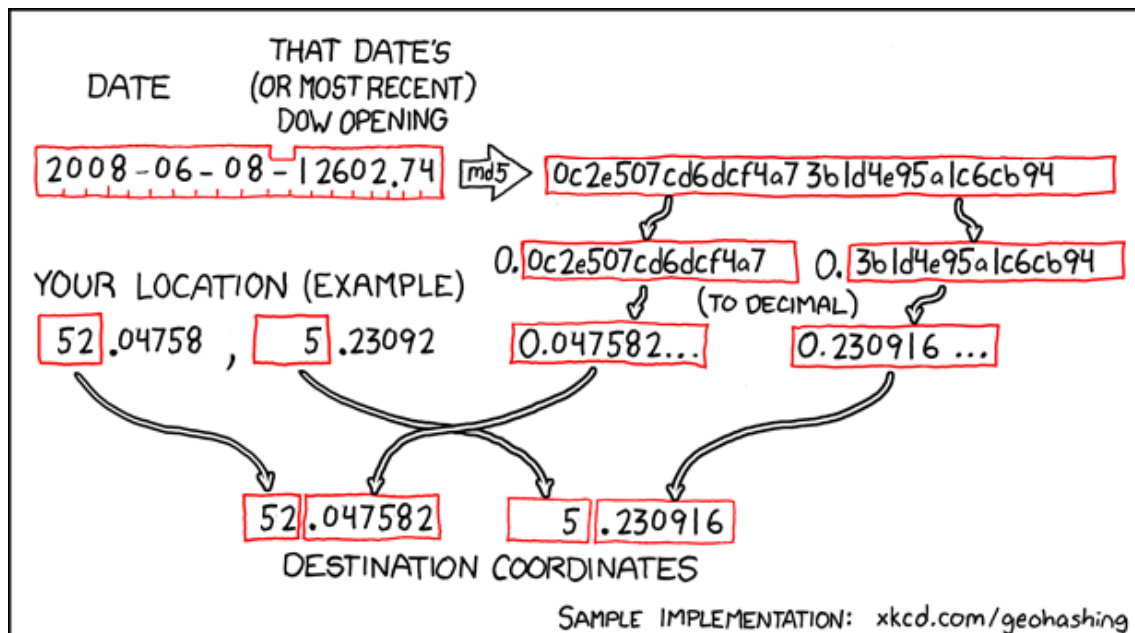 DATE
THAT DATE'S
(OR MOST RECENT)
DOW OPENING
2008-06-08-12602.74
md5
0c2e507cd6dcf4a73b1d4e95a1c6cb94
0.0c2e507cd6dcf4a7
0.3b1d4e95a1c6cb94
(TO DECIMAL)
YOUR LOCATION (EXAMPLE)
52.04758, 5.23092
0.047582...
0.230916...
52.047582
5.230916
DESTINATION COORDINATES
SAMPLE IMPLEMENTATION: xkcd.com/geohashing